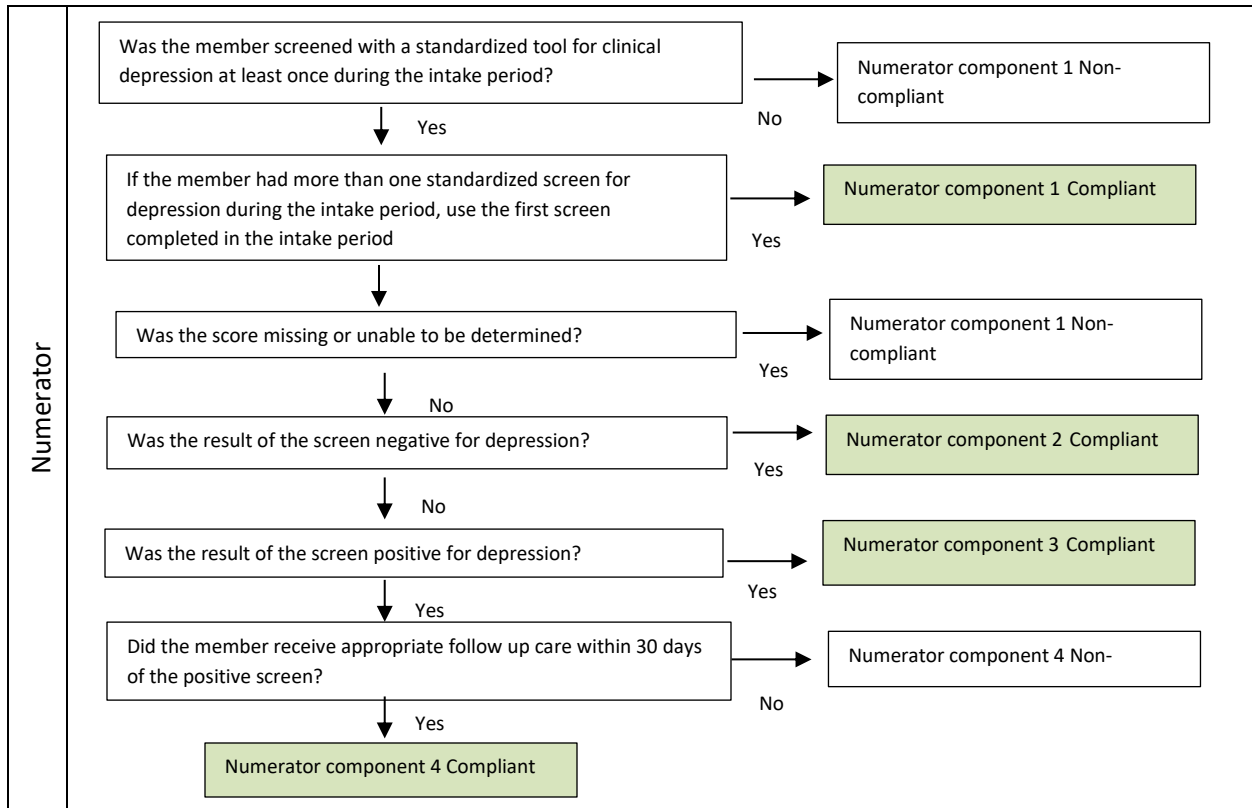 Numerator
Was the member screened with a standardized tool for clinical
depression at least once during the intake period?
Numerator component 1 Non-
compliant
No
Yes
If the member had more than one standardized screen for
depression during the intake period, use the first screen
completed in the intake period
Numerator component 1 Compliant
Yes
Was the score missing or unable to be determined?
Numerator component 1 Non-
compliant
Yes
No
Was the result of the screen negative for depression?
Numerator component 2 Compliant
Yes
No
Was the result of the screen positive for depression?
Numerator component 3 Compliant
Yes
Yes
Did the member receive appropriate follow up care within 30 days
of the positive screen?
Numerator component 4 Non-
No
Yes
Numerator component 4 Compliant